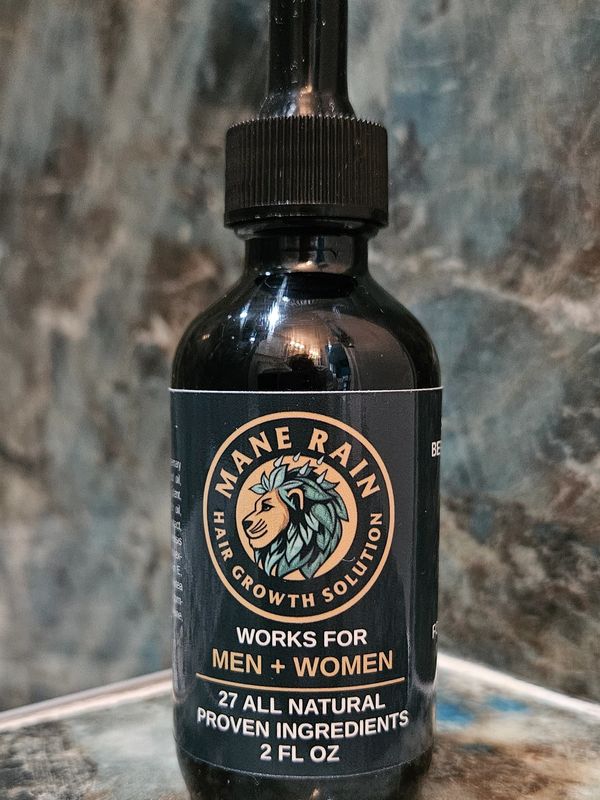 MANE RAIN
HAIR GROWTH SOLUTION
WORKS FOR
MEN + WOMEN
27 ALL NATURAL
PROVEN INGREDIENTS
2 FL OZ